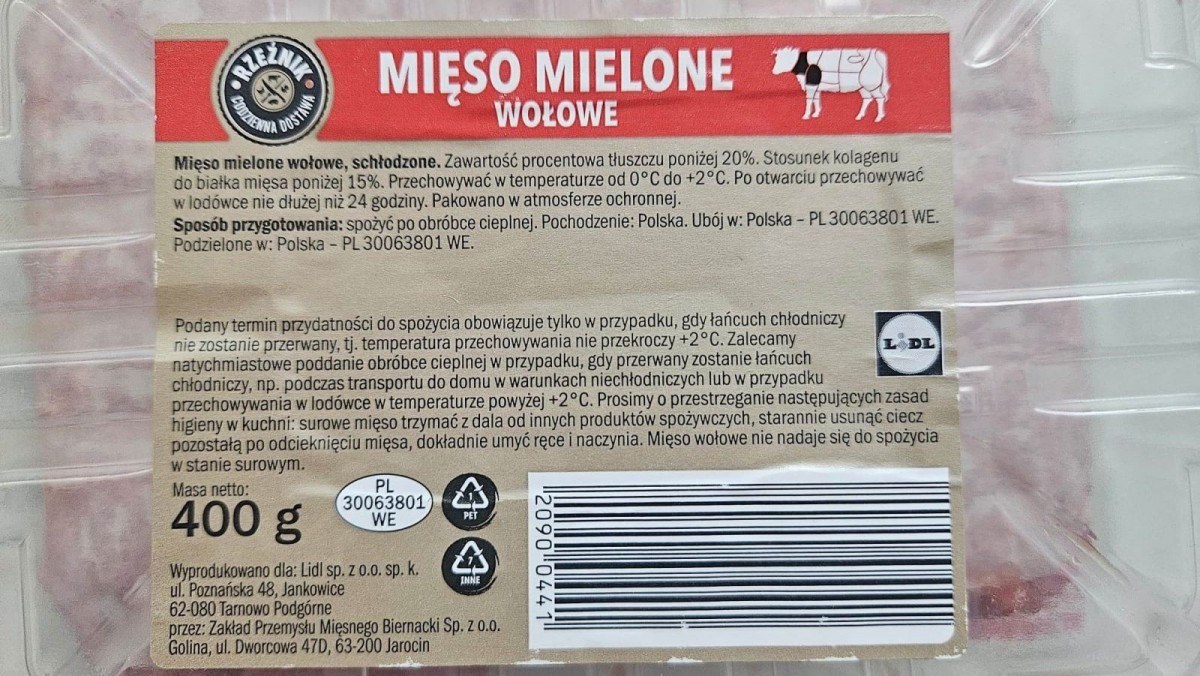 RZEŹNIK
CODZIENNA DOSTAWA
MIĘSO MIELONE
WOŁOWE
Mięso mielone wołowe, schłodzone. Zawartość procentowa tłuszczu poniżej 20%. Stosunek kolagenu
do białka mięsa poniżej 15%. Przechowywać w temperaturze od 0°C do +2°C. Po otwarciu przechowywać
w lodówce nie dłużej niż 24 godziny. Pakowano w atmosferze ochronnej.
Sposób przygotowania: spożyć po obróbce cieplnej. Pochodzenie: Polska. Ubój w: Polska – PL 30063801 WE.
Podzielone w: Polska – PL 30063801 WE.
Podany termin przydatności do spożycia obowiązuje tylko w przypadku, gdy łańcuch chłodniczy
nie zostanie przerwany, tj. temperatura przechowywania nie przekroczy +2°C. Zalecamy
natychmiastowe poddanie obróbce cieplnej w przypadku, gdy przerwany zostanie łańcuch
chłodniczy, np. podczas transportu do domu w warunkach niechłodniczych lub w przypadku
przechowywania w lodówce w temperaturze powyżej +2°C. Prosimy o przestrzeganie następujących zasad
higieny w kuchni: surowe mięso trzymać z dala od innych produktów spożywczych, starannie usunąć ciecz
pozostałą po odcieknięciu mięsa, dokładnie umyć ręce i naczynia. Mięso wołowe nie nadaje się do spożycia
w stanie surowym.
LIDL
Masa netto:
400 g
PL
30063801
WE
1
PET
7
INNE
20900441
Wyprodukowano dla: Lidl sp. z o.o. sp. k.
ul. Poznańska 48, Jankowice
62-080 Tarnowo Podgórne
przez: Zakład Przemysłu Mięsnego Biernacki Sp. z o.o.
Golina, ul. Dworcowa 47D, 63-200 Jarocin